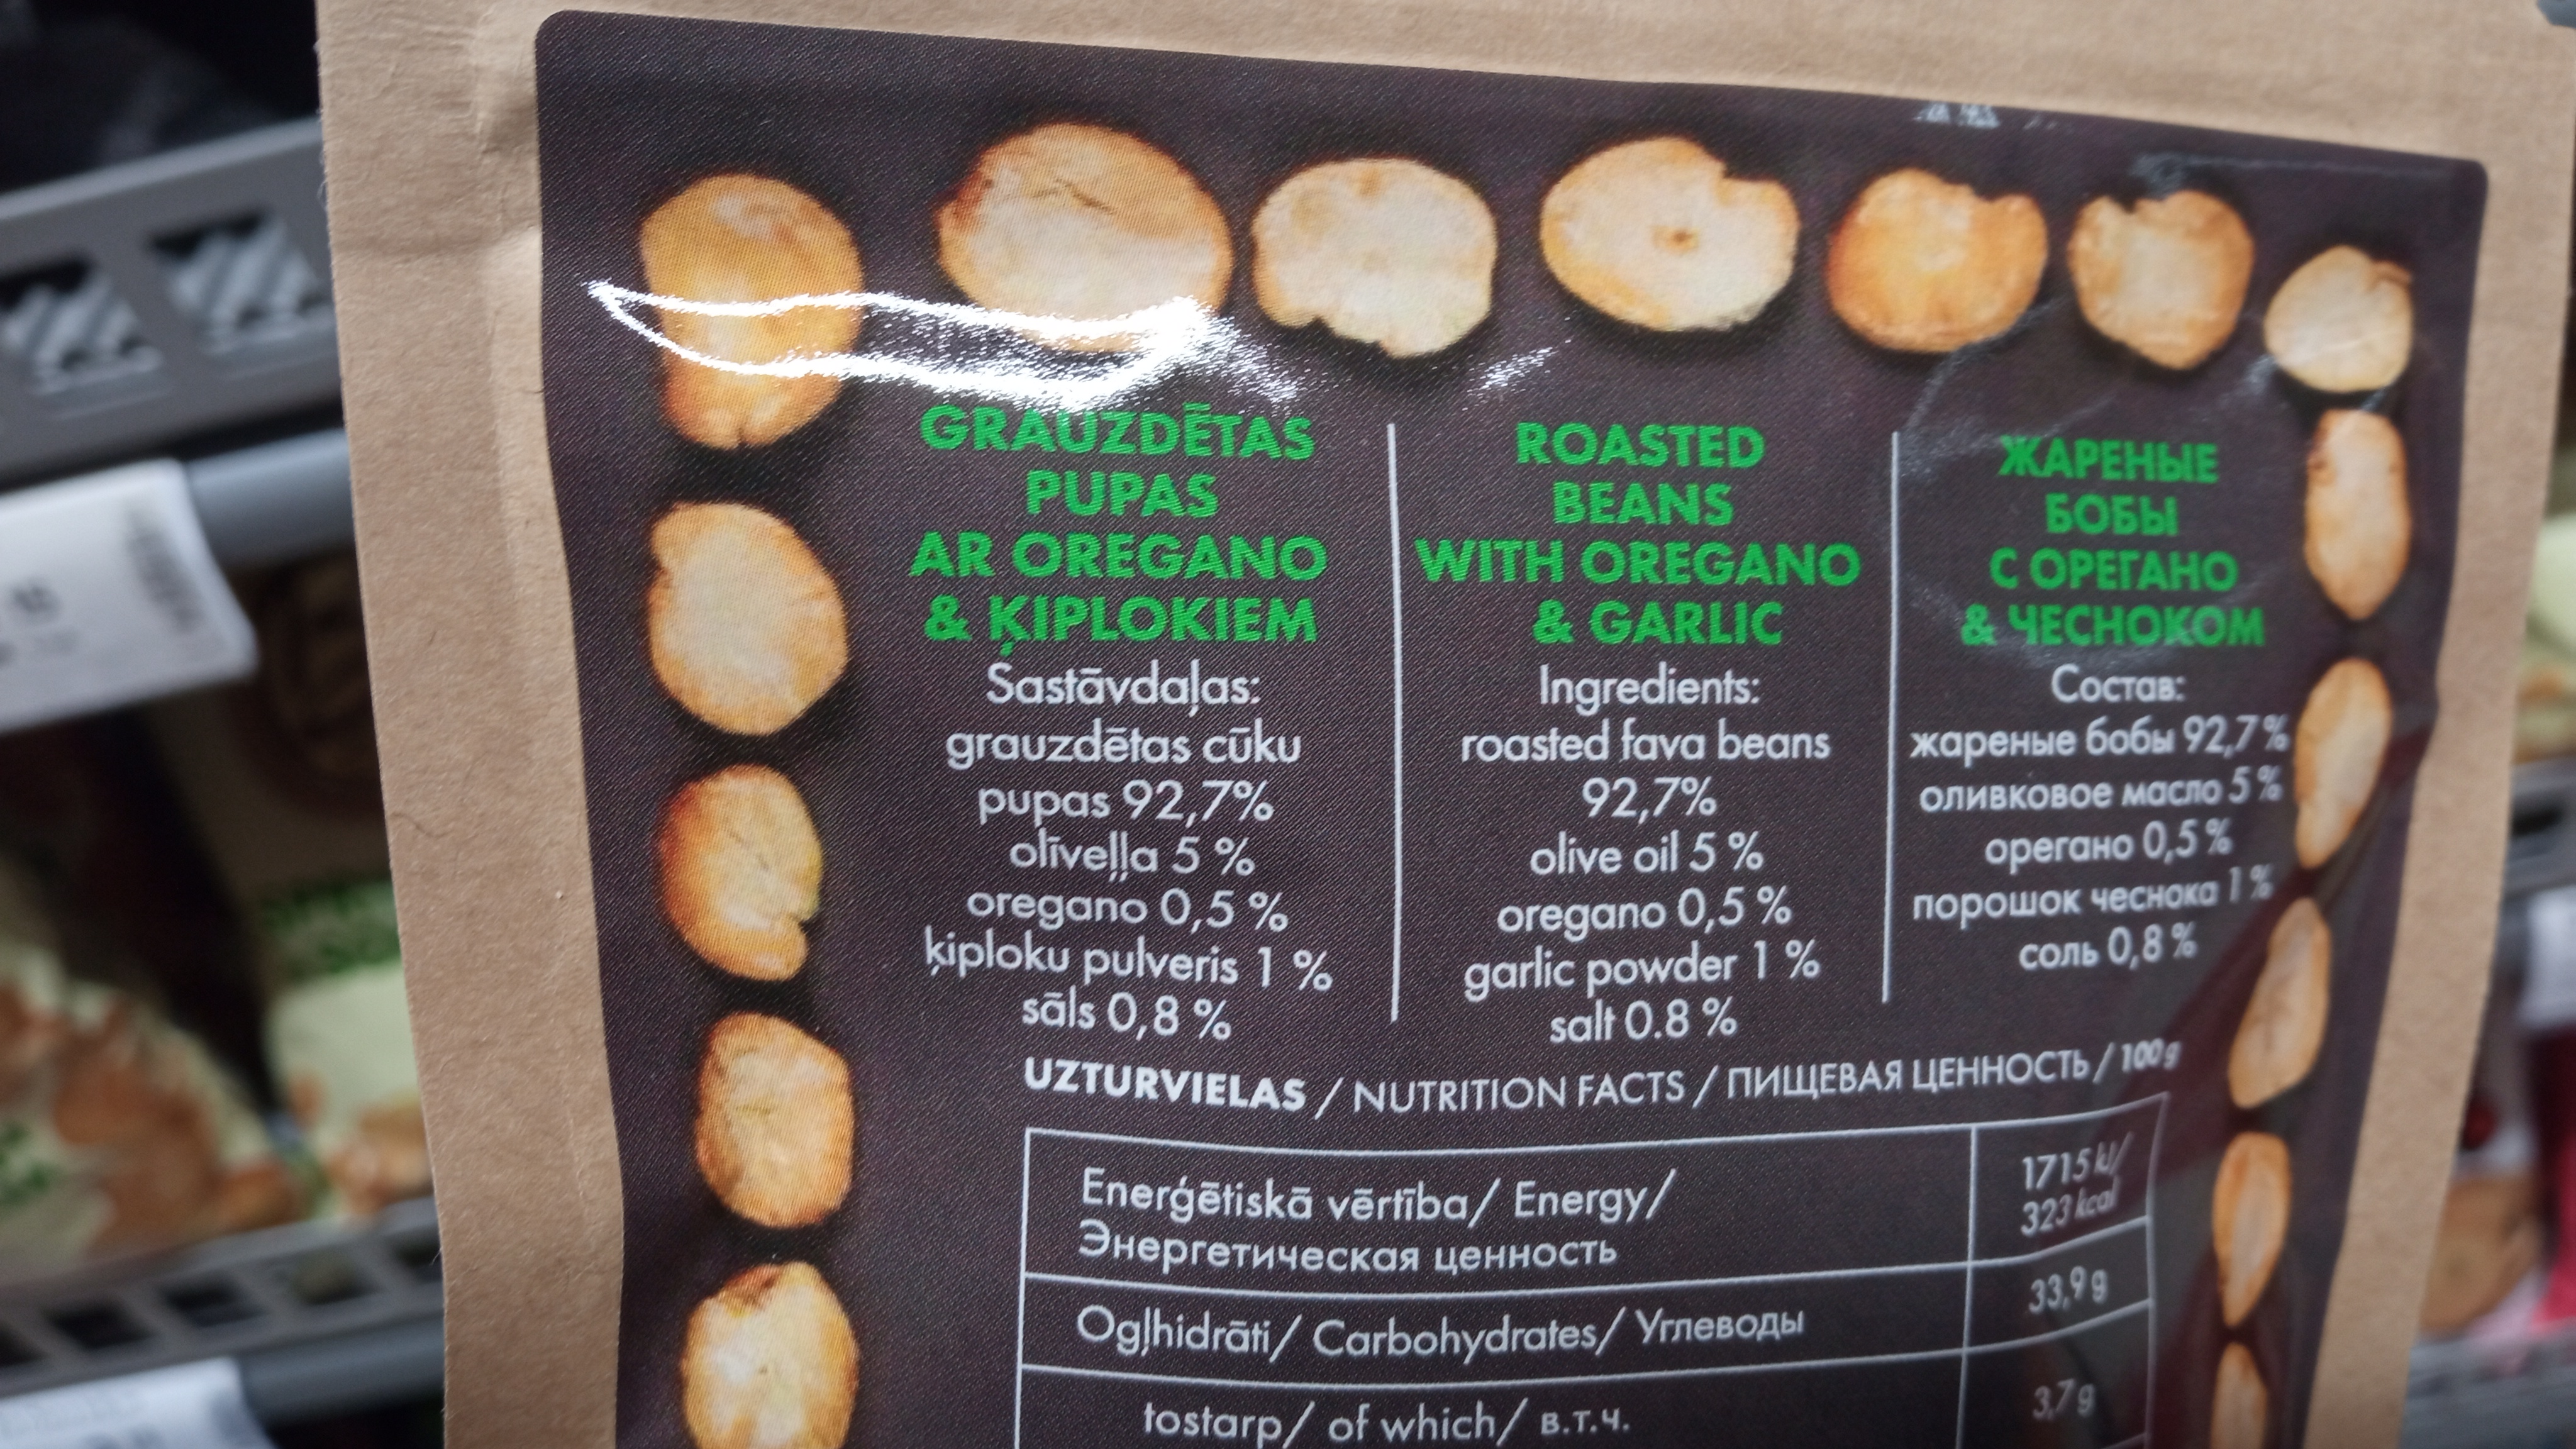 GRAUZDĒTAS
PUPAS
AR OREGANO
& ĶIPLOKIEM
Sastāvdaļas:
grauzdētas cūku
pupas 92,7%
olīveļļa 5 %
oregano 0,5 %
ķiploku pulveris 1 %
sāls 0,8 %
ROASTED
BEANS
WITH OREGANO
& GARLIC
Ingredients:
roasted fava beans
92,7%
olive oil 5 %
oregano 0,5 %
garlic powder 1 %
salt 0.8 %
ЖАРЕНЫЕ
БОБЫ
С ОРЕГАНО
& ЧЕСНОКОМ
Состав:
жареные бобы 92,7 %
оливковое масло 5 %
орегано 0,5 %
порошок чеснока 1 %
соль 0,8 %
UZTURVIELAS / NUTRITION FACTS / ПИЩЕВАЯ ЦЕННОСТЬ / 100 g
Enerģētiskā vērtība/ Energy/
Энергетическая ценность
1715 kJ/
323 kcal
Ogļhidrāti/ Carbohydrates/ Углеводы
33,9 g
tostarp/ of which/ в.т.ч.
3,7 g